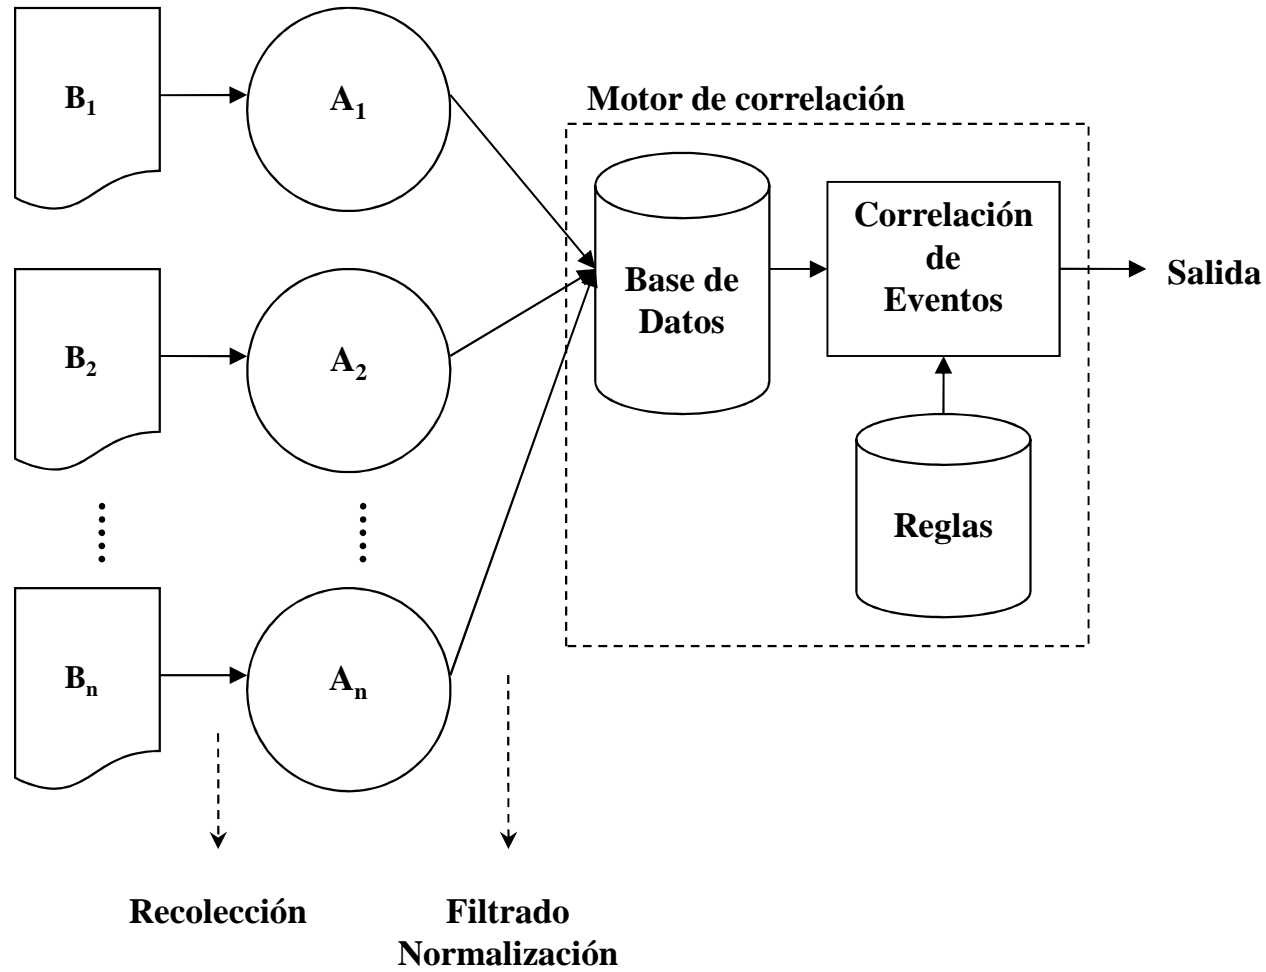 B₁
A₁
Motor de correlación
Base de
Datos
Correlación
de
Eventos
Salida
B₂
A₂
Reglas
Bₙ
Aₙ
Recolección
Filtrado
Normalización